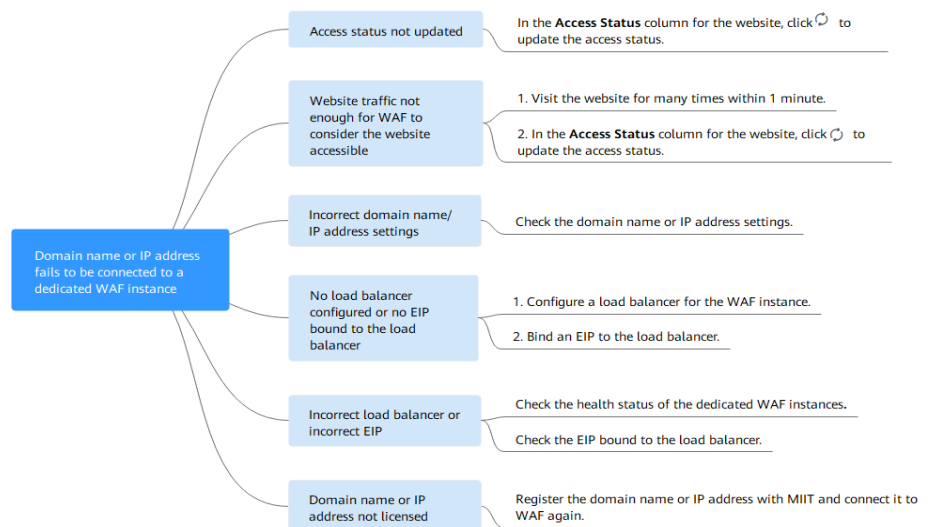 Access status not updated
In the Access Status column for the website, click to
update the access status.
Website traffic not
enough for WAF to
consider the website
accessible
1. Visit the website for many times within 1 minute.
2. In the Access Status column for the website, click to
update the access status.
Incorrect domain name/
IP address settings
Check the domain name or IP address settings.
Domain name or IP address
fails to be connected to a
dedicated WAF instance
No load balancer
configured or no EIP
bound to the load
balancer
1. Configure a load balancer for the WAF instance.
2. Bind an EIP to the load balancer.
Incorrect load balancer or
incorrect EIP
Check the health status of the dedicated WAF instances.
Check the EIP bound to the load balancer.
Domain name or IP
address not licensed
Register the domain name or IP address with MIIT and connect it to
WAF again.